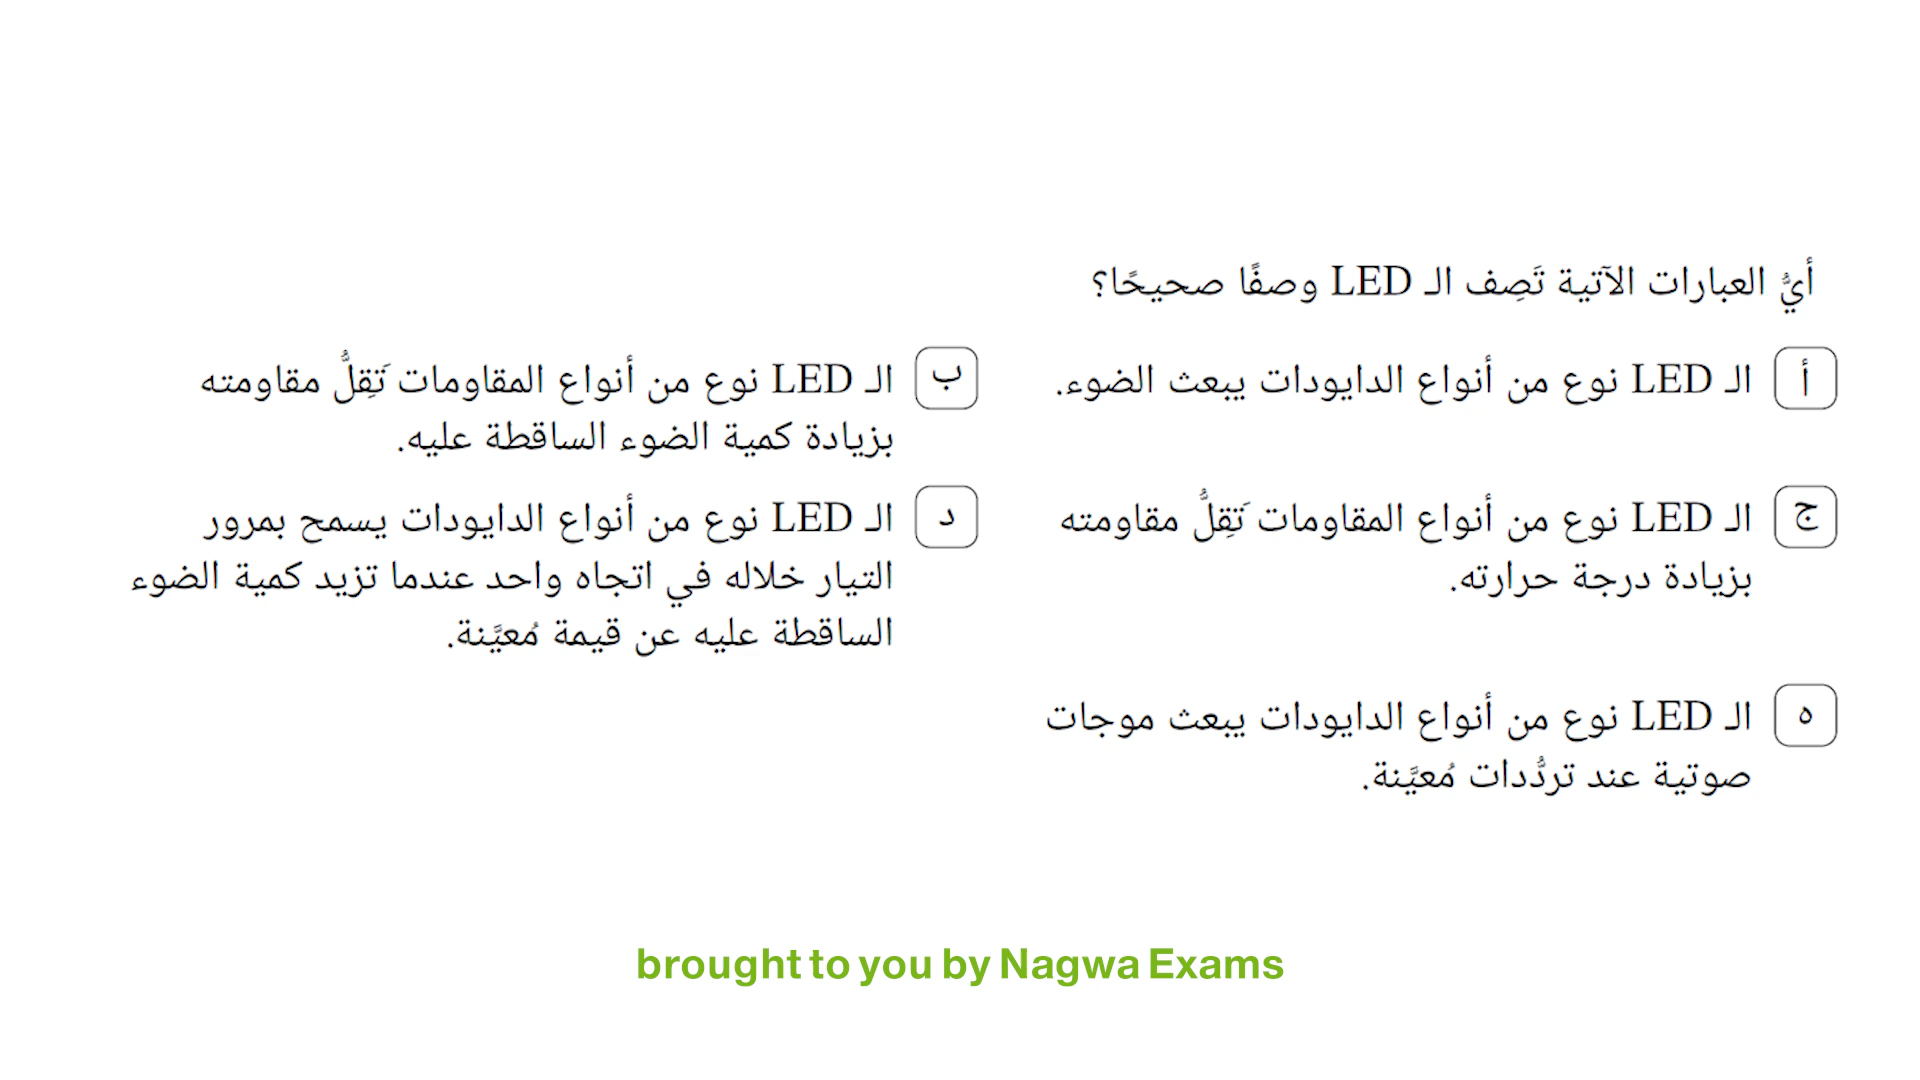 أيُّ العبارات الآتية تَصِف الـ LED وصفًا صحيحًا؟
أ الـ LED نوع من أنواع الدايودات يبعث الضوء.
ب الـ LED نوع من أنواع المقاومات تَقِلُّ مقاومته
بزيادة كمية الضوء الساقطة عليه.
ج الـ LED نوع من أنواع المقاومات تَقِلُّ مقاومته
بزيادة درجة حرارته.
د الـ LED نوع من أنواع الدايودات يسمح بمرور
التيار خلاله في اتجاه واحد عندما تزيد كمية الضوء
الساقطة عليه عن قيمة مُعيَّنة.
ه الـ LED نوع من أنواع الدايودات يبعث موجات
صوتية عند تردُّدات مُعيَّنة.
brought to you by Nagwa Exams